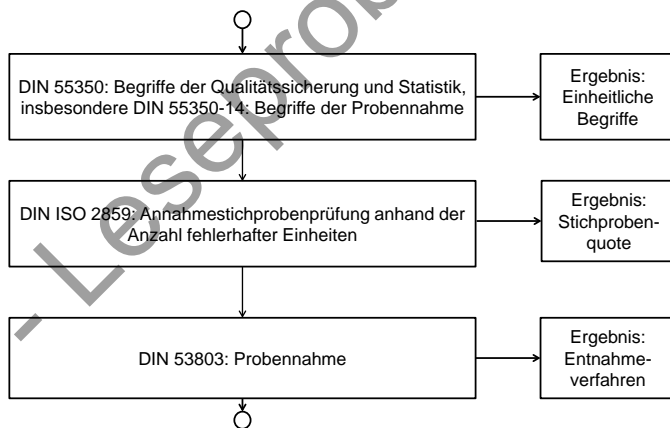 DIN 55350: Begriffe der Qualitätssicherung und Statistik,
insbesondere DIN 55350-14: Begriffe der Probennahme
Ergebnis:
Einheitliche
Begriffe
DIN ISO 2859: Annahmestichprobenprüfung anhand der
Anzahl fehlerhafter Einheiten
Ergebnis:
Stichproben-
quote
DIN 53803: Probennahme
Ergebnis:
Entnahme-
verfahren
- Leseprob